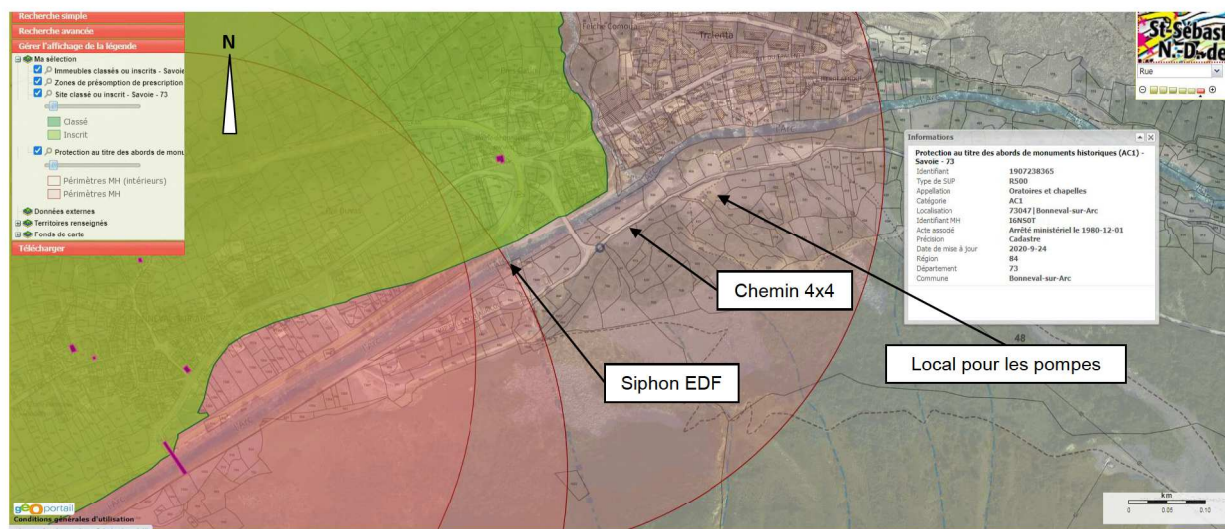 Recherche simple
Recherche avancée
Gérer l'affichage de la légende
Ma sélection
Immeubles classés ou inscrits - Savoie
Zones de présomption de prescription
Site classé ou inscrit - Savoie - 73
Classé
Inscrit
Protection au titre des abords de monu
Périmètres MH (intérieurs)
Périmètres MH
Données externes
Territoires renseignés
Fonds de carte
Télécharger
N
Tralenta
St-Sébast
N.-D.-de
Rue
Informations
Protection au titre des abords de monuments historiques (AC1) -
Savoie - 73
Identifiant 1907238365
Type de SUP R500
Appellation Oratoires et chapelles
Catégorie AC1
Localisation 73047|Bonneval-sur-Arc
Identifiant MH I6NS0T
Acte associé Arrêté ministériel le 1980-12-01
Précision Cadastre
Date de mise à jour 2020-9-24
Région 84
Département 73
Commune Bonneval-sur-Arc
48
Chemin 4x4
Local pour les pompes
Siphon EDF
geoportail
Conditions générales d'utilisation
km
0 0.05 0.10